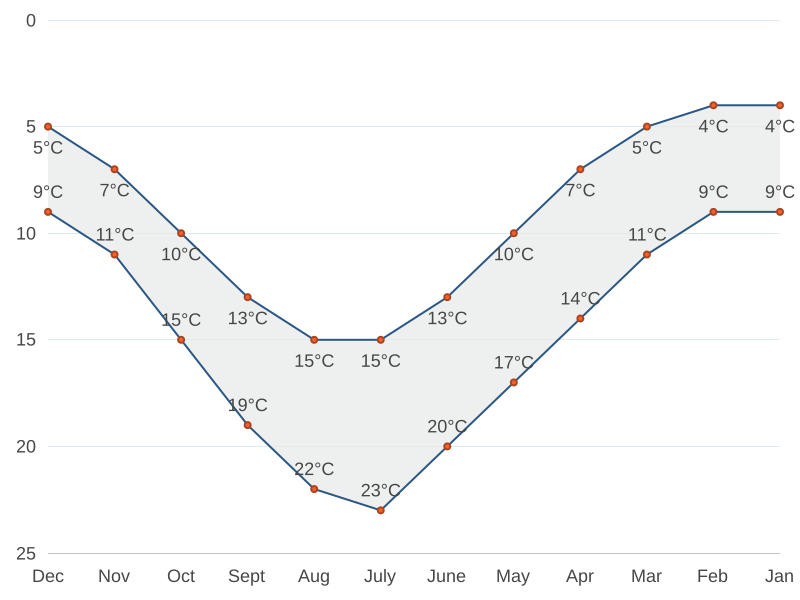 0
5
10
15
20
25
5°C
7°C
10°C
13°C
15°C
15°C
13°C
10°C
7°C
5°C
4°C
4°C
9°C
11°C
15°C
19°C
22°C
23°C
20°C
17°C
14°C
11°C
9°C
9°C
Dec Nov Oct Sept Aug July June May Apr Mar Feb Jan